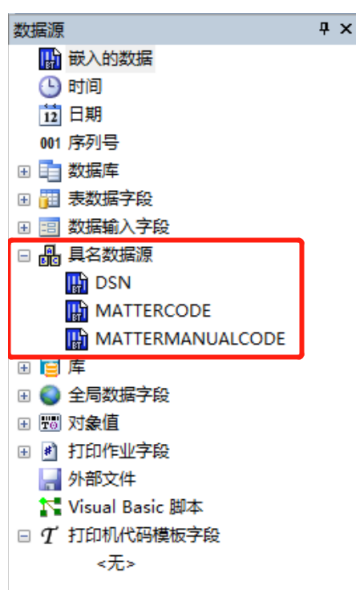 数据源
嵌入的数据
时间
12 日期
001 序列号
数据库
表数据字段
数据输入字段
具名数据源
DSN
MATTERCODE
MATTERMANUALCODE
库
全局数据字段
对象值
打印作业字段
外部文件
Visual Basic 脚本
打印机代码模板字段
<无>